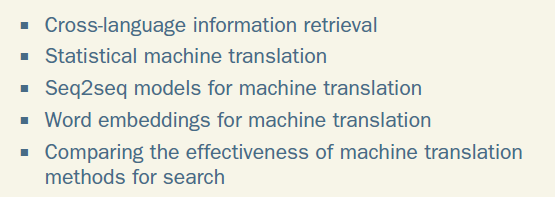 ▪ Cross-language information retrieval
▪ Statistical machine translation
▪ Seq2seq models for machine translation
▪ Word embeddings for machine translation
▪ Comparing the effectiveness of machine translation
methods for search